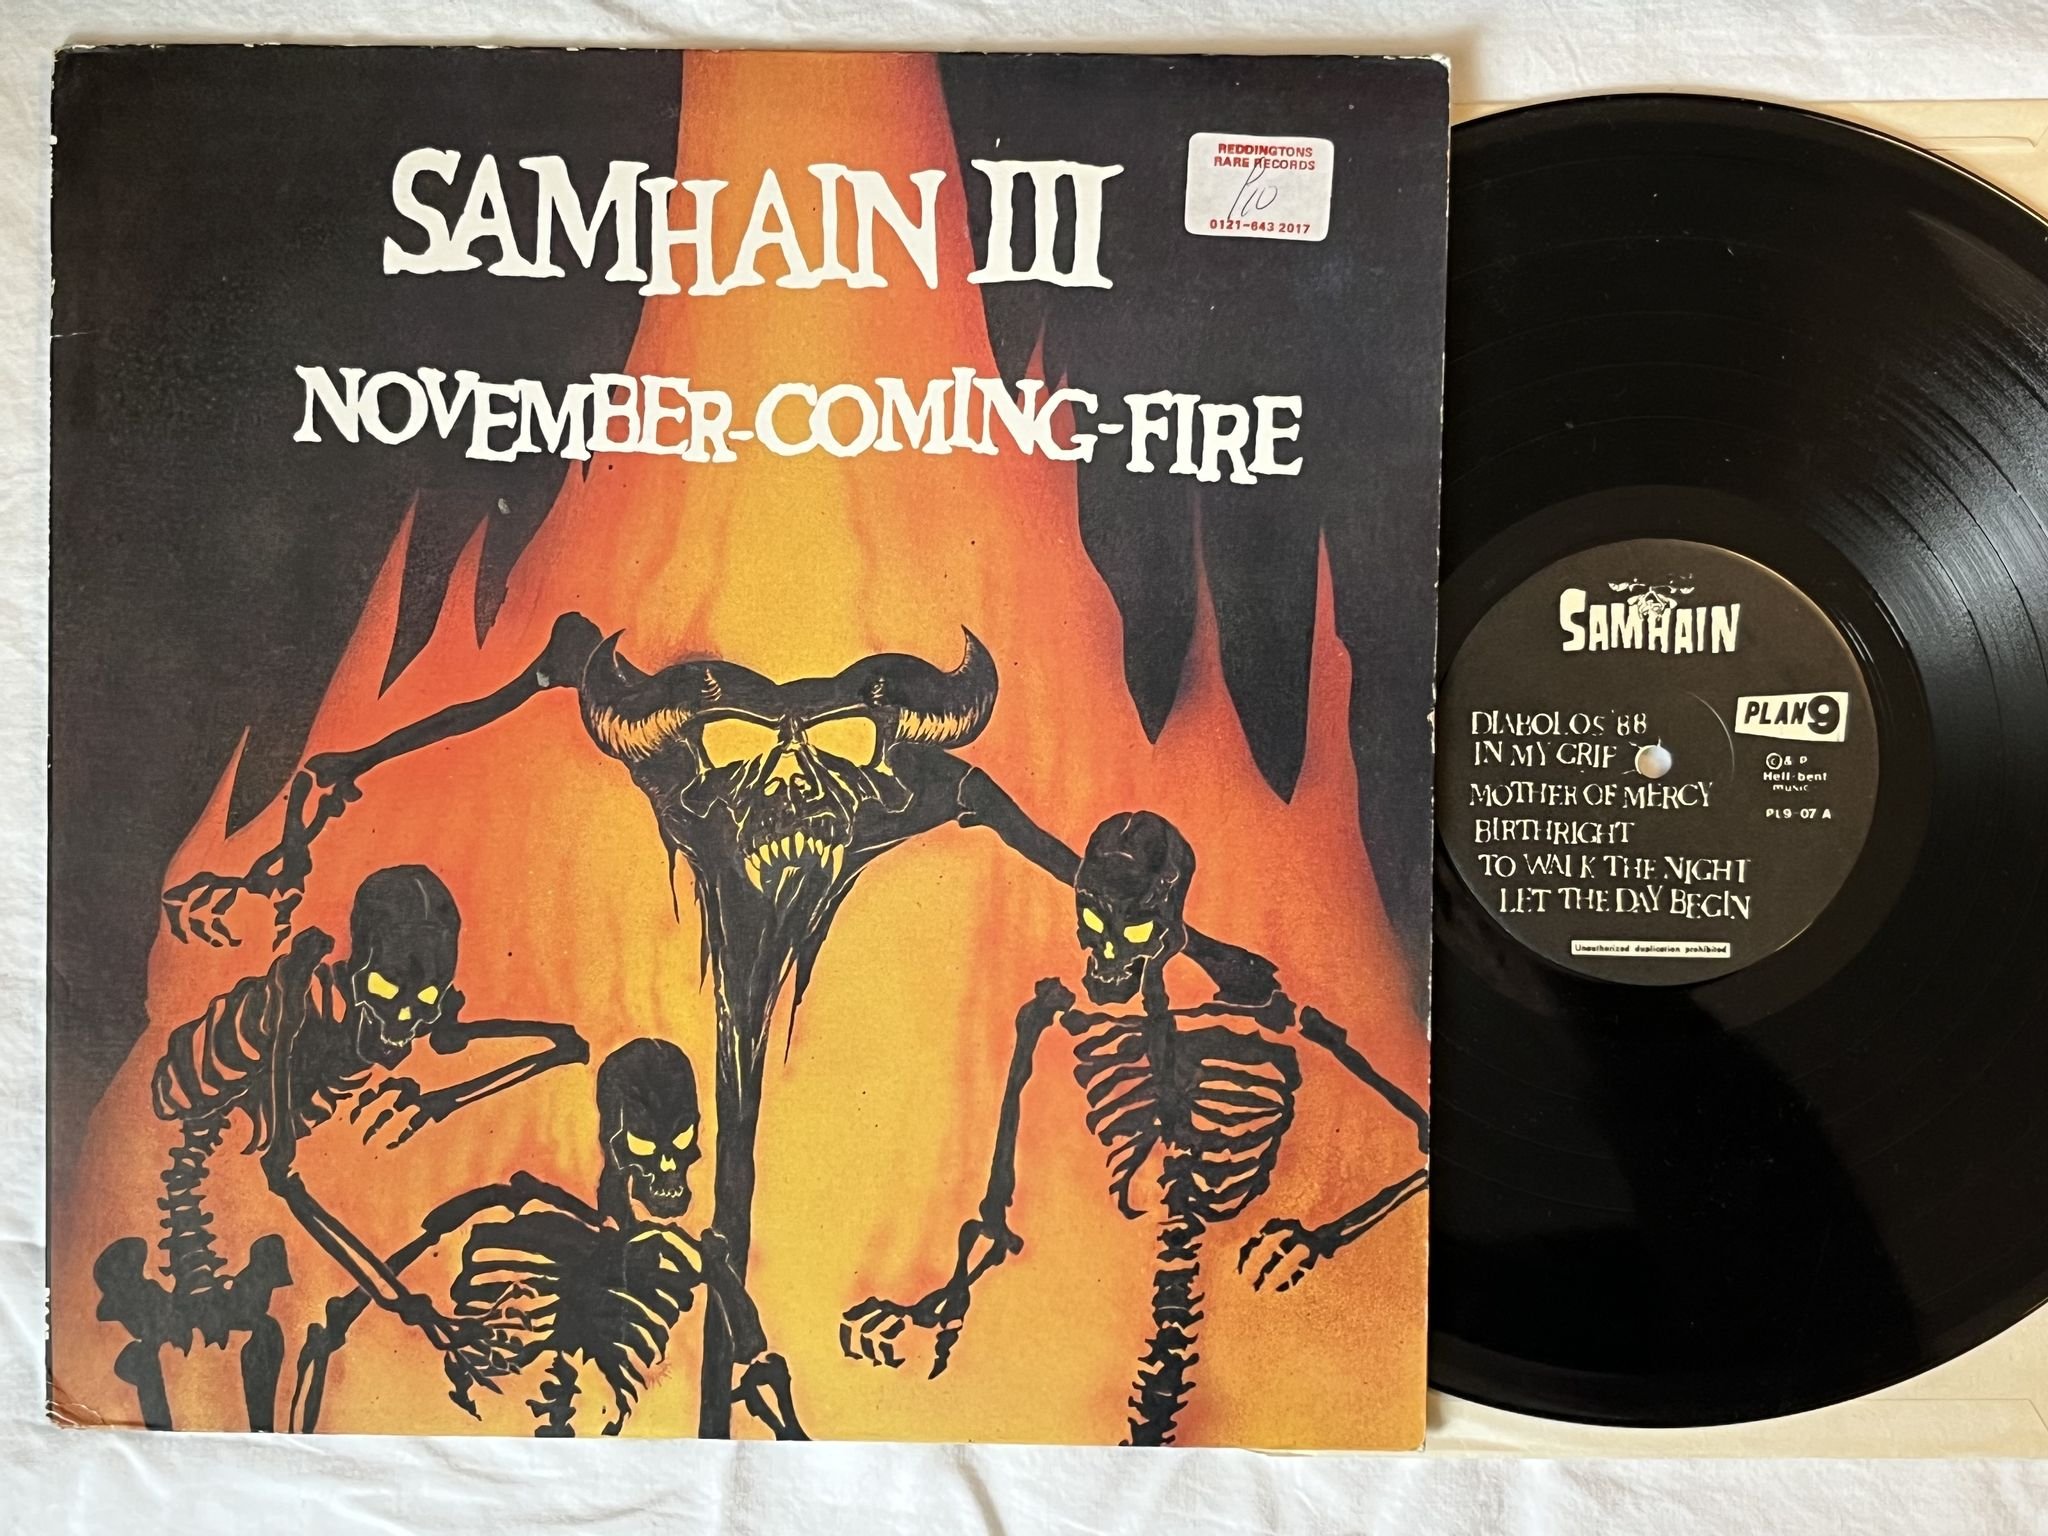 SAMHAIN III
REDDINGTONS
RARE RECORDS
0121-643 2017
NOVEMBER-COMING-FIRE
SAMHAIN
PLAN 9
DIABOLOS '88
IN MY GRIP
MOTHER OF MERCY
BIRTHRIGHT
TO WALK THE NIGHT
LET THE DAY BEGIN
© & P
Hell-bent
music
PL9-07 A
Unauthorized duplication prohibited